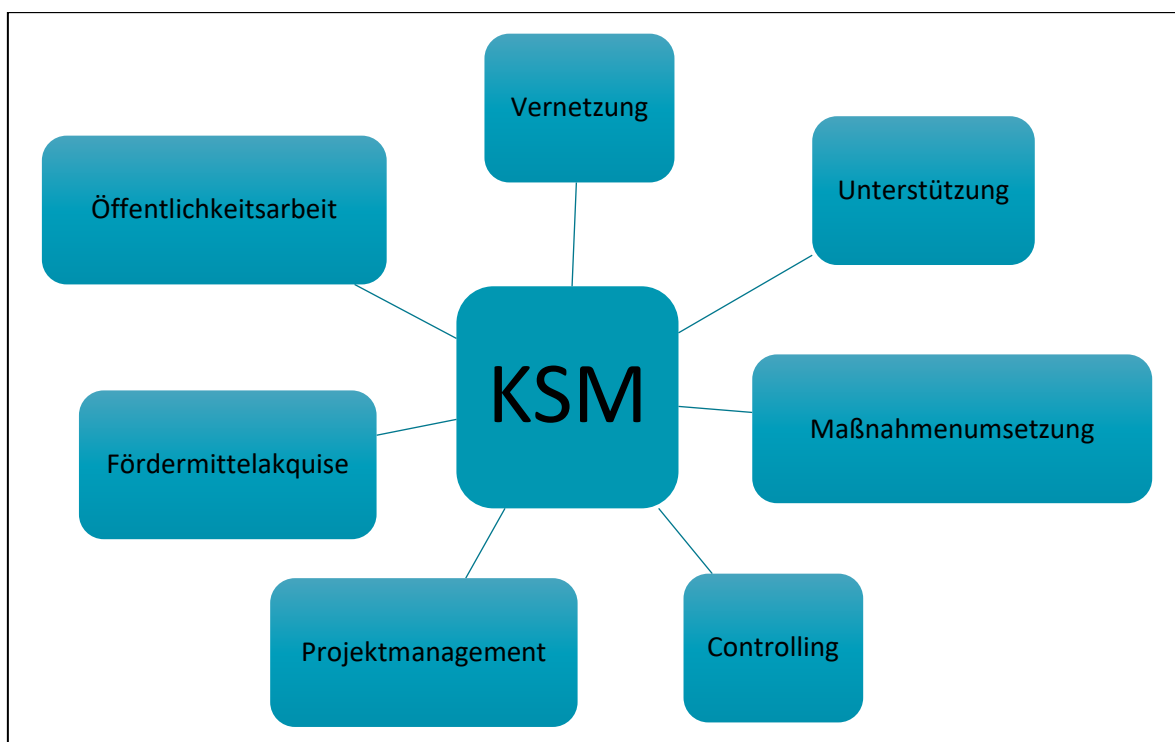 Vernetzung
Unterstützung
Öffentlichkeitsarbeit
KSM
Maßnahmenumsetzung
Fördermittelakquise
Projektmanagement
Controlling